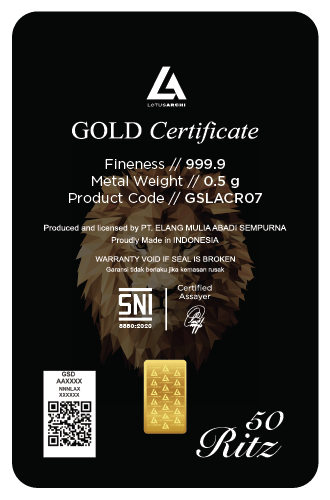 LOTUSARCHI
GOLD Certificate
Fineness // 999.9
Metal Weight // 0.5 g
Product Code // GSLACR07
Produced and licensed by PT. ELANG MULIA ABADI SEMPURNA
Proudly Made in INDONESIA
WARRANTY VOID IF SEAL IS BROKEN
Garansi tidak berlaku jika kemasan rusak
SNI
8880:2020
Certified
Assayer
GSD
AAXXXX
NNNLAX
XXXXXX
50
Ritz